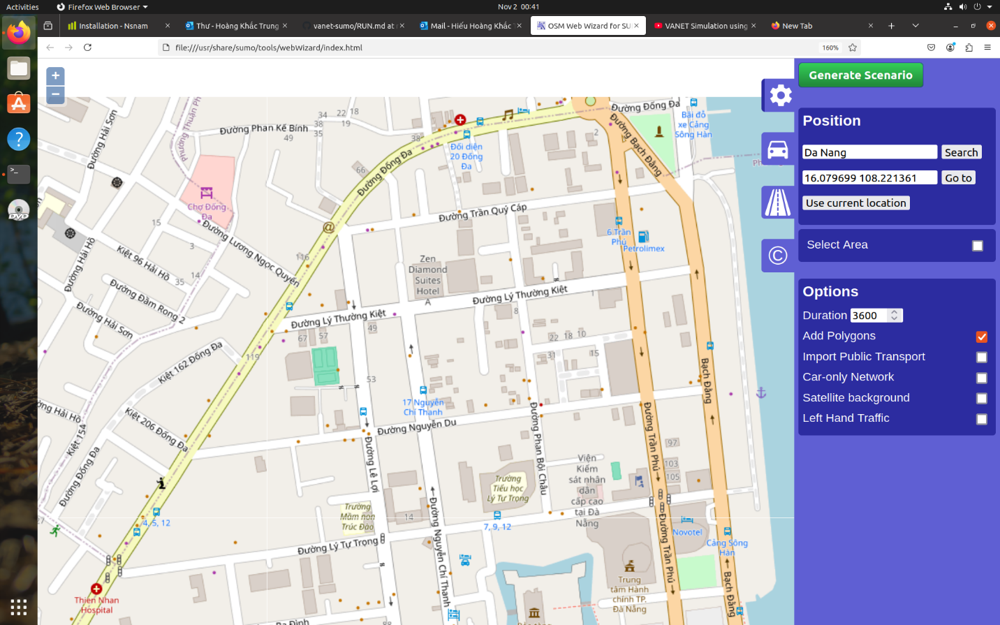 Activities
Firefox Web Browser
Nov 2 00:41
Installation - Nsnam
Thư - Hoàng Khắc Trung
vanet-sumo/RUN.md at
Mail - Hiếu Hoàng Khắc
OSM Web Wizard for SU
VANET Simulation using
New Tab
file:///usr/share/sumo/tools/webWizard/index.html
160%
+
−
Generate Scenario
Position
Da Nang
Search
16.079699 108.221361
Go to
Use current location
Select Area
Options
Duration 3600
Add Polygons
Import Public Transport
Car-only Network
Satellite background
Left Hand Traffic
©
Đường Hải Sơn
Phường Thuận Ph
Đường Phan Kế Bính
49
34
22 18
38
19
35
38
Đối diện
20 Đống
Đa
Đường Đống Đa
Bãi đỗ
xe Cảng
Sông Hàn
2
Đường Bạch Đằng
66
Đường Đống Đa
Chợ Đống
Đa
15
3
14
35
116
Đường Lương Ngọc Quyến
Kiệt 96 Hải Hồ
Đường Hải Hồ
Đường Trần Quý Cáp
6 Trần
Phú
Petrolimex
Zen
Diamond
Suites
Hotel
A
Đường Đầm Rong 2
Đường Hải Sơn
Đường Lý Thường Kiệt
Đường Lý Thường Kiệt
1
8
67
57
49
22 18 10
31
15
Kiệt 162 Đống Đa
119
53
Bạch Đằng
17 Nguyễn
Chí Thanh
Đường Nguyễn Du
Đường Phan Bội Châu
Đường Trần Phú
ng Hải Hồ
Kiệt 154
Kiệt 206 Đống Đa
Đường Đống Đa
Đường Lê Lợi
97
103
105
Viện
Kiểm
sát nhân
dân
cấp cao
tại Đà
Nẵng
Trường
Tiểu học
Lý Tự Trọng
Trường
Mầm non
Trúc Đào
14
27
4, 5, 12
7, 9, 12
Đường Nguyễn Chí Thanh
Đường Lý Tự Trọng
Novotel
Cảng Sông
Hàn
Đường Trần Phú
Bạch Đằng
Trung
tâm Hành
chính TP.
Đà Nẵng
Thien Nhan
Hospital
88